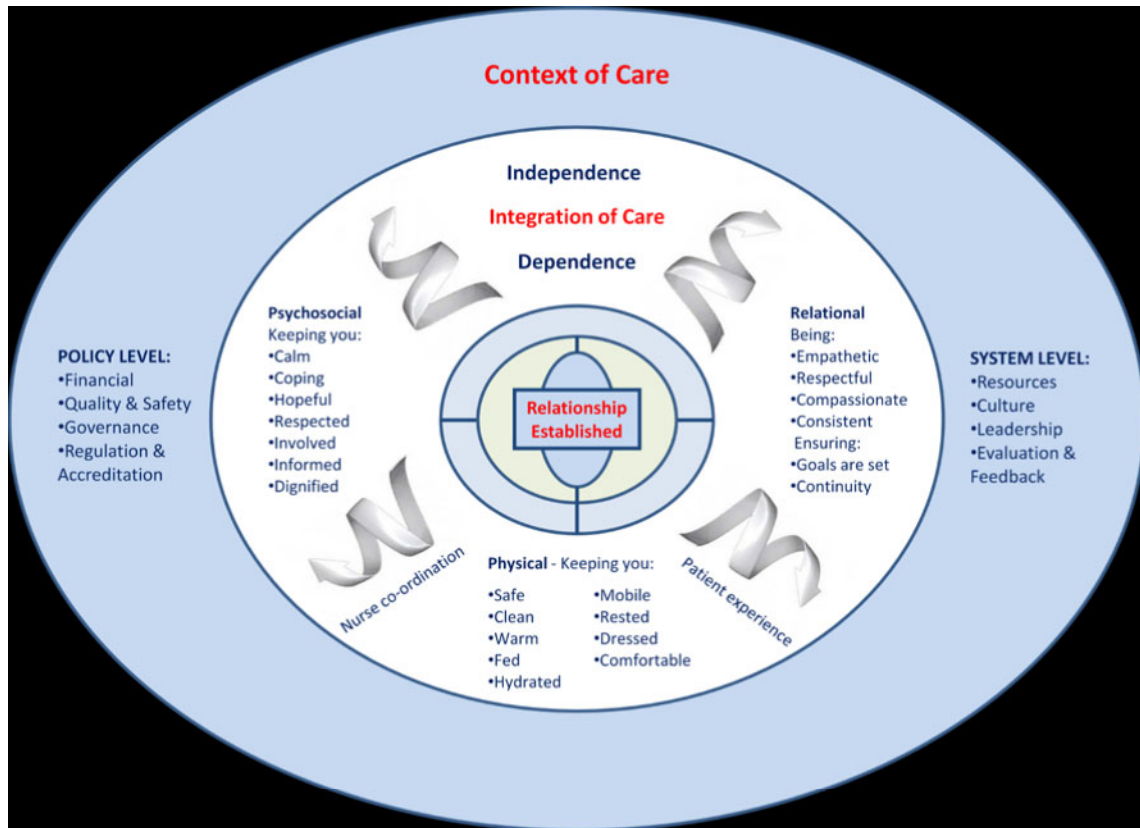 Context of Care
Independence
Integration of Care
Dependence
Psychosocial
Keeping you:
•Calm
•Coping
•Hopeful
•Respected
•Involved
•Informed
•Dignified
Relational
Being:
•Empathetic
•Respectful
•Compassionate
•Consistent
Ensuring:
•Goals are set
•Continuity
POLICY LEVEL:
•Financial
•Quality & Safety
•Governance
•Regulation &
Accreditation
Relationship
Established
SYSTEM LEVEL:
•Resources
•Culture
•Leadership
•Evaluation &
Feedback
Nurse co-ordination
Physical - Keeping you:
•Safe
•Clean
•Warm
•Fed
•Hydrated
•Mobile
•Rested
•Dressed
•Comfortable
Patient experience